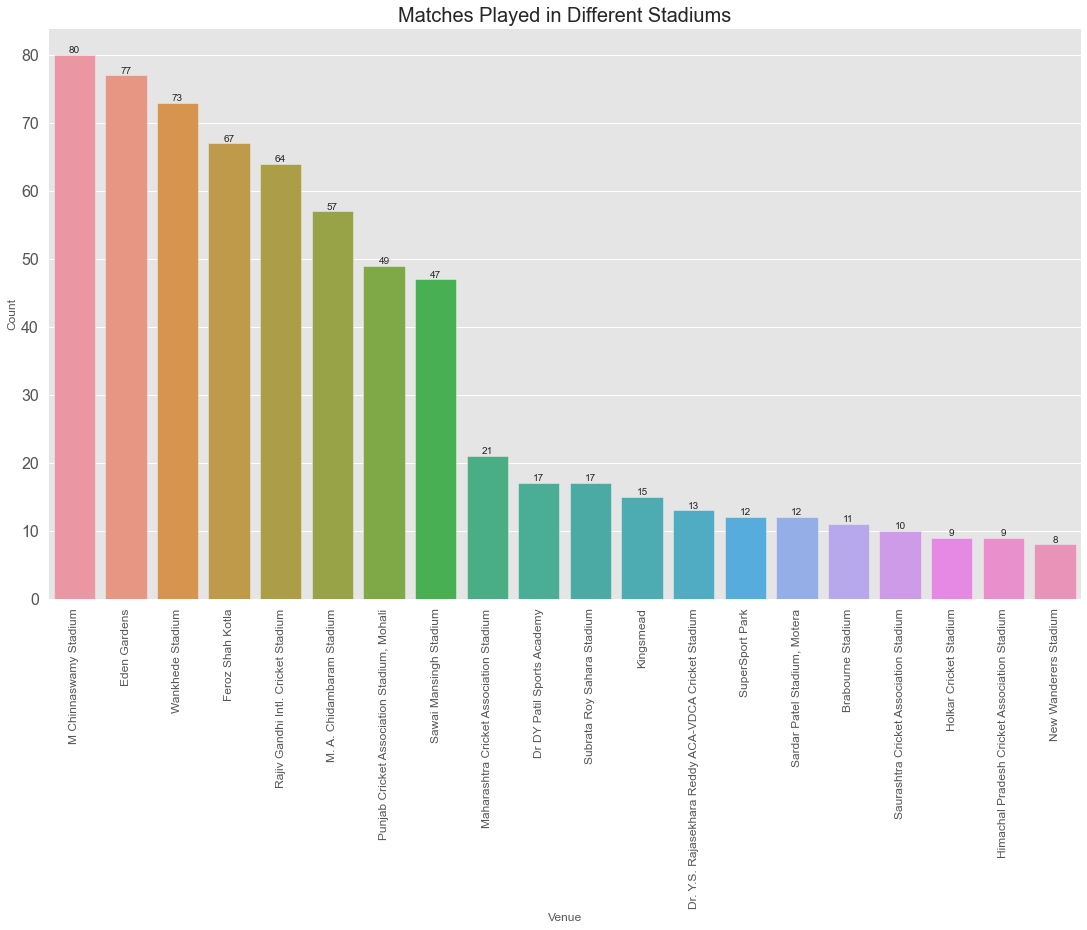 Matches Played in Different Stadiums
Count
80
70
60
50
40
30
20
10
0
80
77
73
67
64
57
49
47
21
17
17
15
13
12
12
11
10
9
9
8
M Chinnaswamy Stadium
Eden Gardens
Wankhede Stadium
Feroz Shah Kotla
Rajiv Gandhi Intl. Cricket Stadium
M. A. Chidambaram Stadium
Punjab Cricket Association Stadium, Mohali
Sawai Mansingh Stadium
Maharashtra Cricket Association Stadium
Dr DY Patil Sports Academy
Subrata Roy Sahara Stadium
Kingsmead
Dr. Y.S. Rajasekhara Reddy ACA-VDCA Cricket Stadium
SuperSport Park
Sardar Patel Stadium, Motera
Brabourne Stadium
Saurashtra Cricket Association Stadium
Holkar Cricket Stadium
Himachal Pradesh Cricket Association Stadium
New Wanderers Stadium
Venue